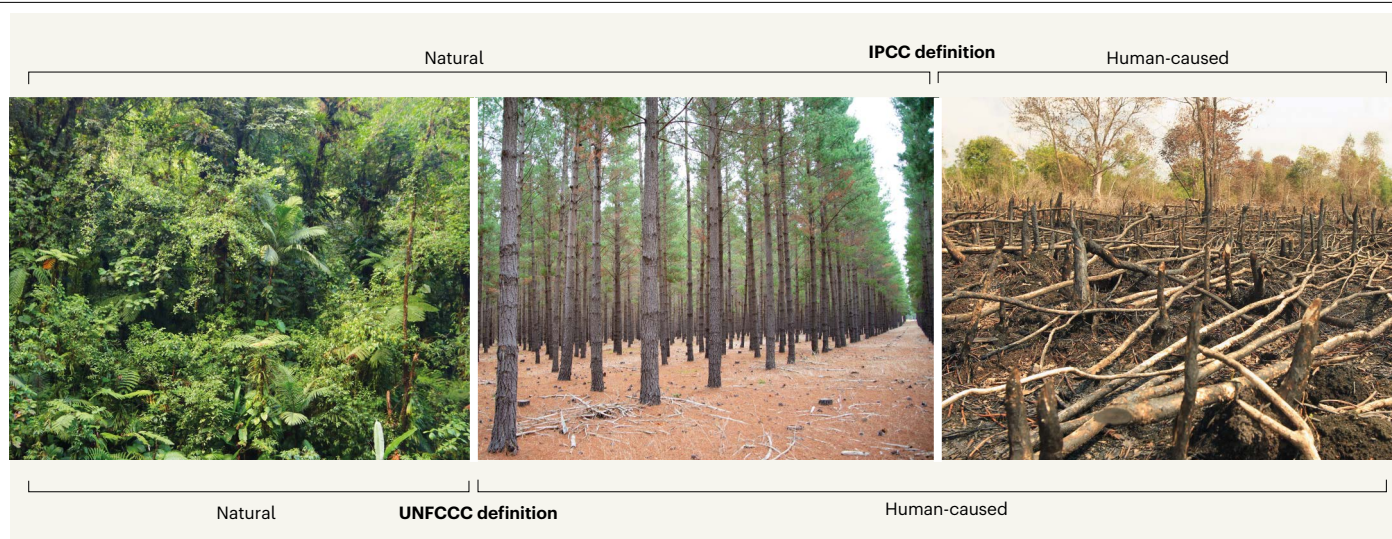 Natural
IPCC definition
Human-caused
Natural
UNFCCC definition
Human-caused